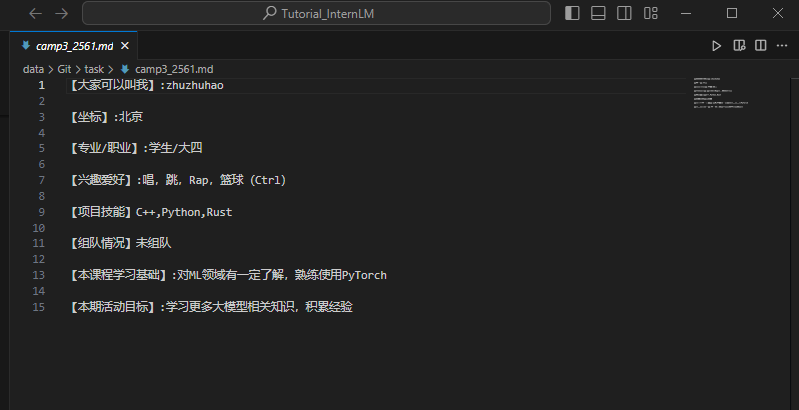 Tutorial_InternLM
camp3_2561.md
data > Git > task > camp3_2561.md
1 【大家可以叫我】:zhuzhuhao
2
3 【坐标】:北京
4
5 【专业/职业】:学生/大四
6
7 【兴趣爱好】:唱，跳，Rap，篮球（Ctrl）
8
9 【项目技能】C++,Python,Rust
10
11 【组队情况】未组队
12
13 【本课程学习基础】:对ML领域有一定了解，熟练使用PyTorch
14
15 【本期活动目标】:学习更多大模型相关知识，积累经验